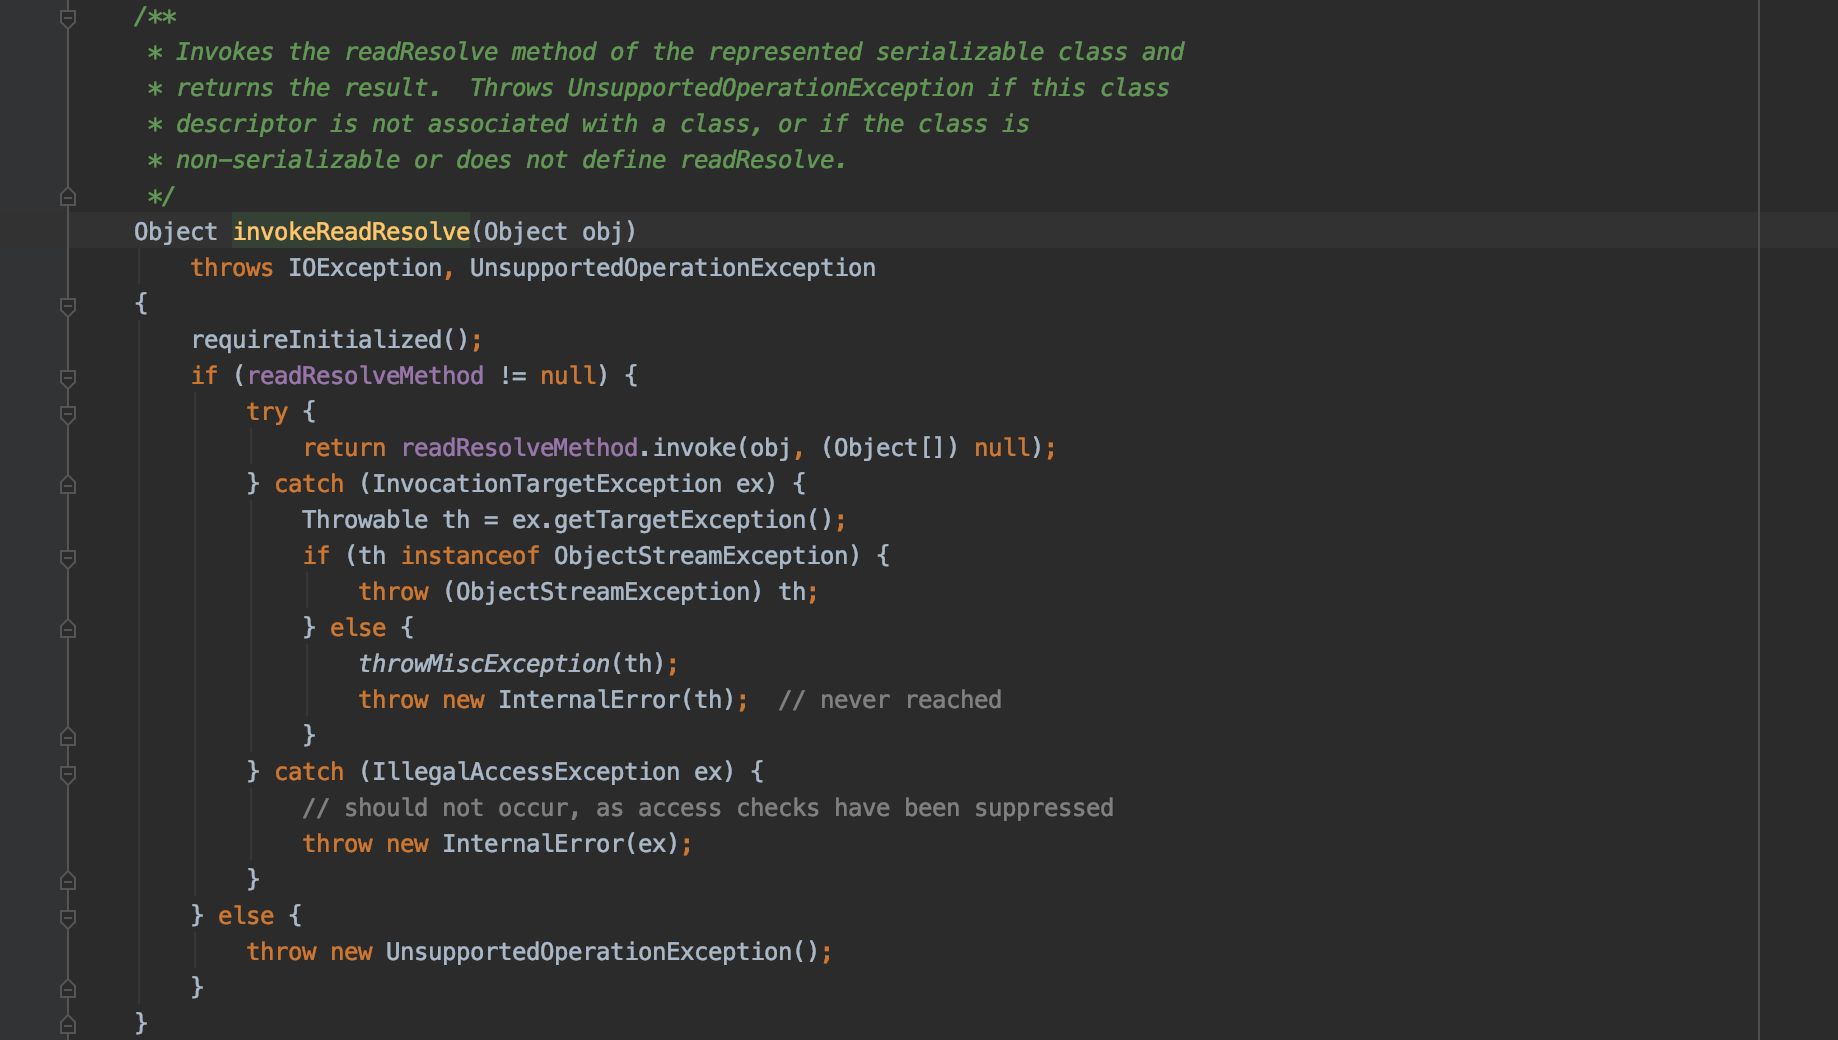 /**
 * Invokes the readResolve method of the represented serializable class and
 * returns the result.  Throws UnsupportedOperationException if this class
 * descriptor is not associated with a class, or if the class is
 * non-serializable or does not define readResolve.
 */
Object invokeReadResolve(Object obj)
    throws IOException, UnsupportedOperationException
{
    requireInitialized();
    if (readResolveMethod != null) {
        try {
            return readResolveMethod.invoke(obj, (Object[]) null);
        } catch (InvocationTargetException ex) {
            Throwable th = ex.getTargetException();
            if (th instanceof ObjectStreamException) {
                throw (ObjectStreamException) th;
            } else {
                throwMiscException(th);
                throw new InternalError(th);  // never reached
            }
        } catch (IllegalAccessException ex) {
            // should not occur, as access checks have been suppressed
            throw new InternalError(ex);
        }
    } else {
        throw new UnsupportedOperationException();
    }
}